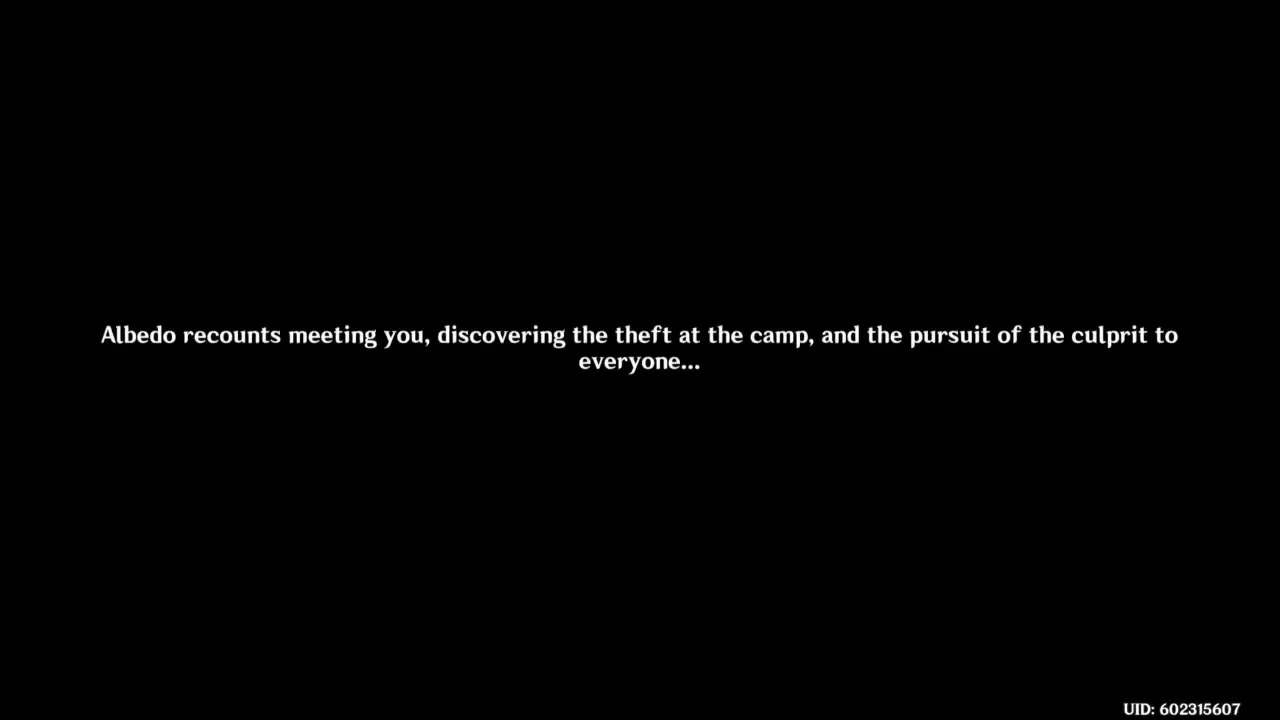 Albedo recounts meeting you, discovering the theft at the camp, and the pursuit of the culprit to
everyone...
UID: 602315607